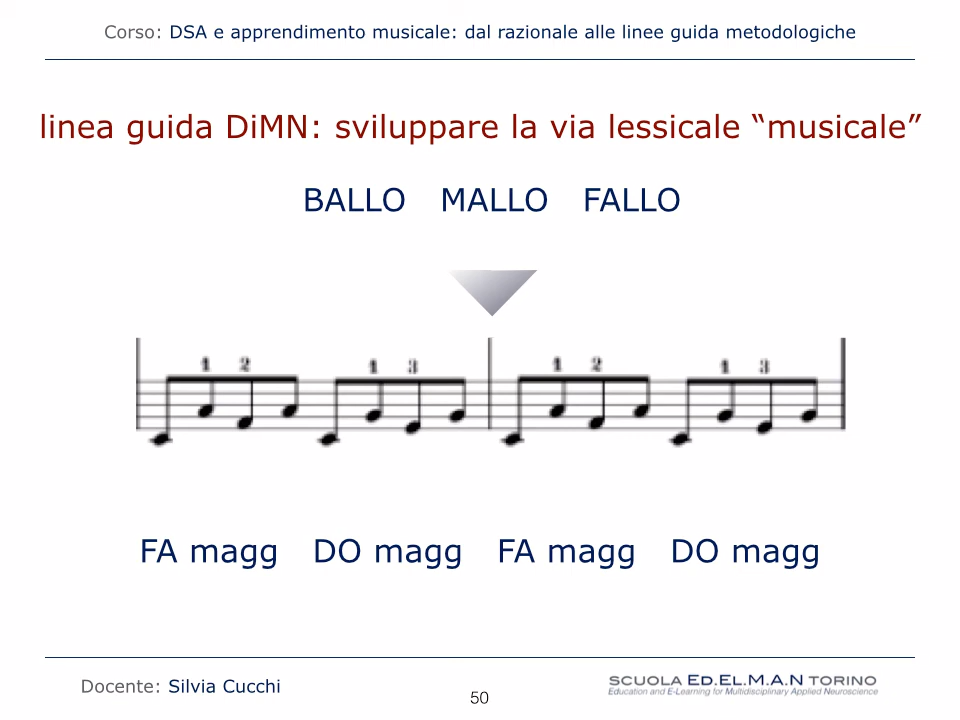 Corso: DSA e apprendimento musicale: dal razionale alle linee guida metodologiche
linea guida DiMN: sviluppare la via lessicale “musicale”
BALLO MALLO FALLO
1 2 1 3 1 2 1 3
FA magg DO magg FA magg DO magg
Docente: Silvia Cucchi
50
SCUOLA ED.EL.M.A.N TORINO
Education and E-Learning for Multidisciplinary Applied Neuroscience